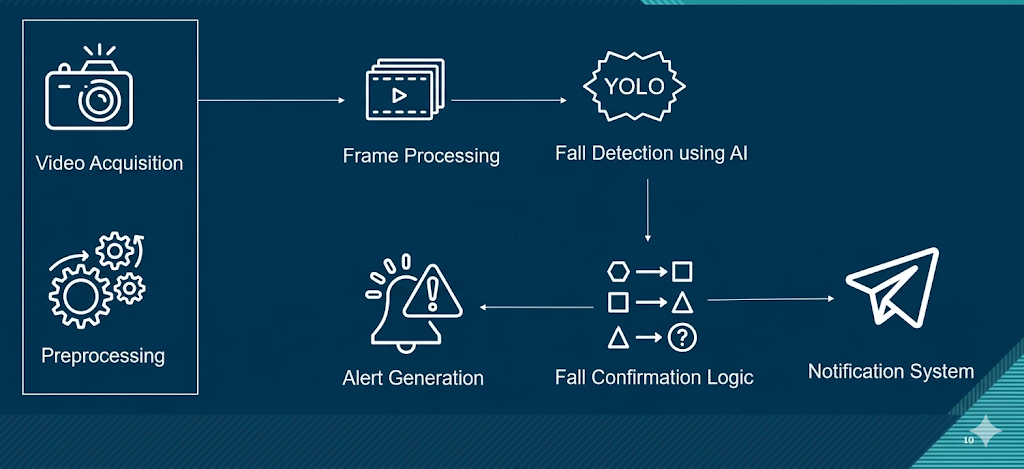 YOLO
Video Acquisition
Frame Processing
Fall Detection using AI
?
Preprocessing
Alert Generation
Fall Confirmation Logic
Notification System
10